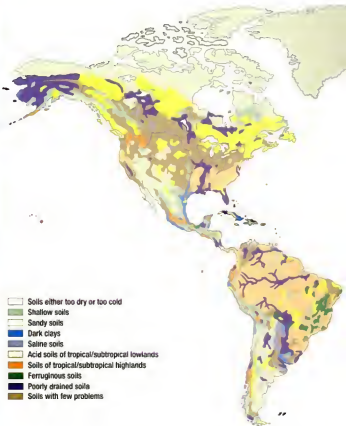 Soils either too dry or too cold
Shallow soils
Sandy soils
Dark clays
Saline soils
Acid soils of tropical/subtropical lowlands
Soils of tropical/subtropical highlands
Ferruginous soils
Poorly drained soils
Soils with few problems